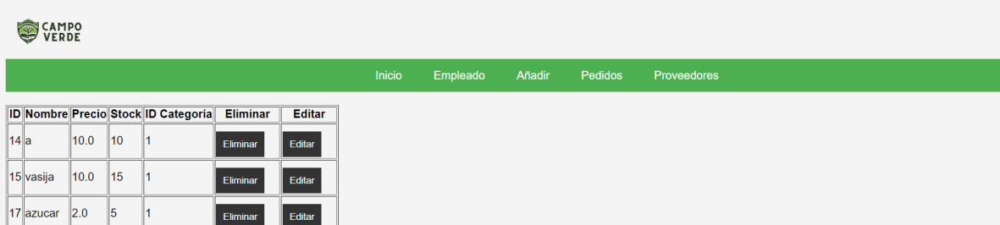 CAMPO
VERDE
Inicio Empleado Añadir Pedidos Proveedores
ID Nombre Precio Stock ID Categoría Eliminar Editar
14 a 10.0 10 1 Eliminar Editar
15 vasija 10.0 15 1 Eliminar Editar
17 azucar 2.0 5 1 Eliminar Editar